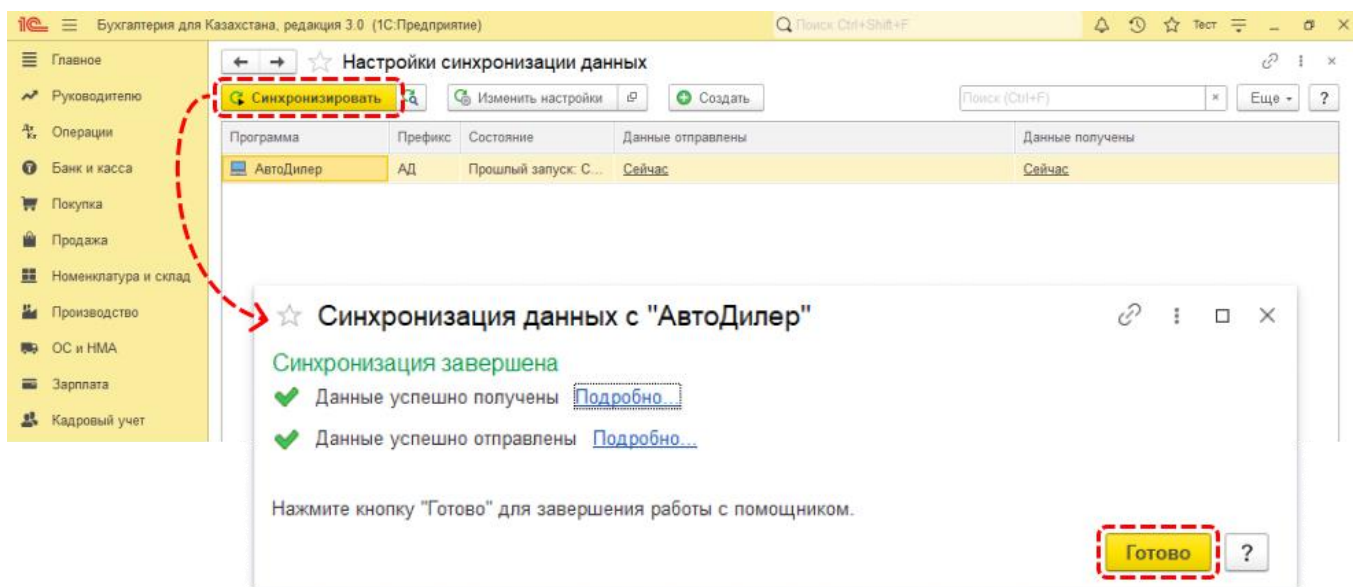 1С Бухгалтерия для Казахстана, редакция 3.0 (1С:Предприятие) Поиск Ctrl+Shift+F Тест
Главное
Руководителю
Операции
Банк и касса
Покупка
Продажа
Номенклатура и склад
Производство
ОС и НМА
Зарплата
Кадровый учет
Настройки синхронизации данных
Синхронизировать Изменить настройки Создать Поиск (Ctrl+F) × Еще ?
Программа Префикс Состояние Данные отправлены Данные получены
АвтоДилер АД Прошлый запуск: С... Сейчас Сейчас
Синхронизация данных с "АвтоДилер"
Синхронизация завершена
Данные успешно получены Подробно...
Данные успешно отправлены Подробно...
Нажмите кнопку "Готово" для завершения работы с помощником.
Готово ?